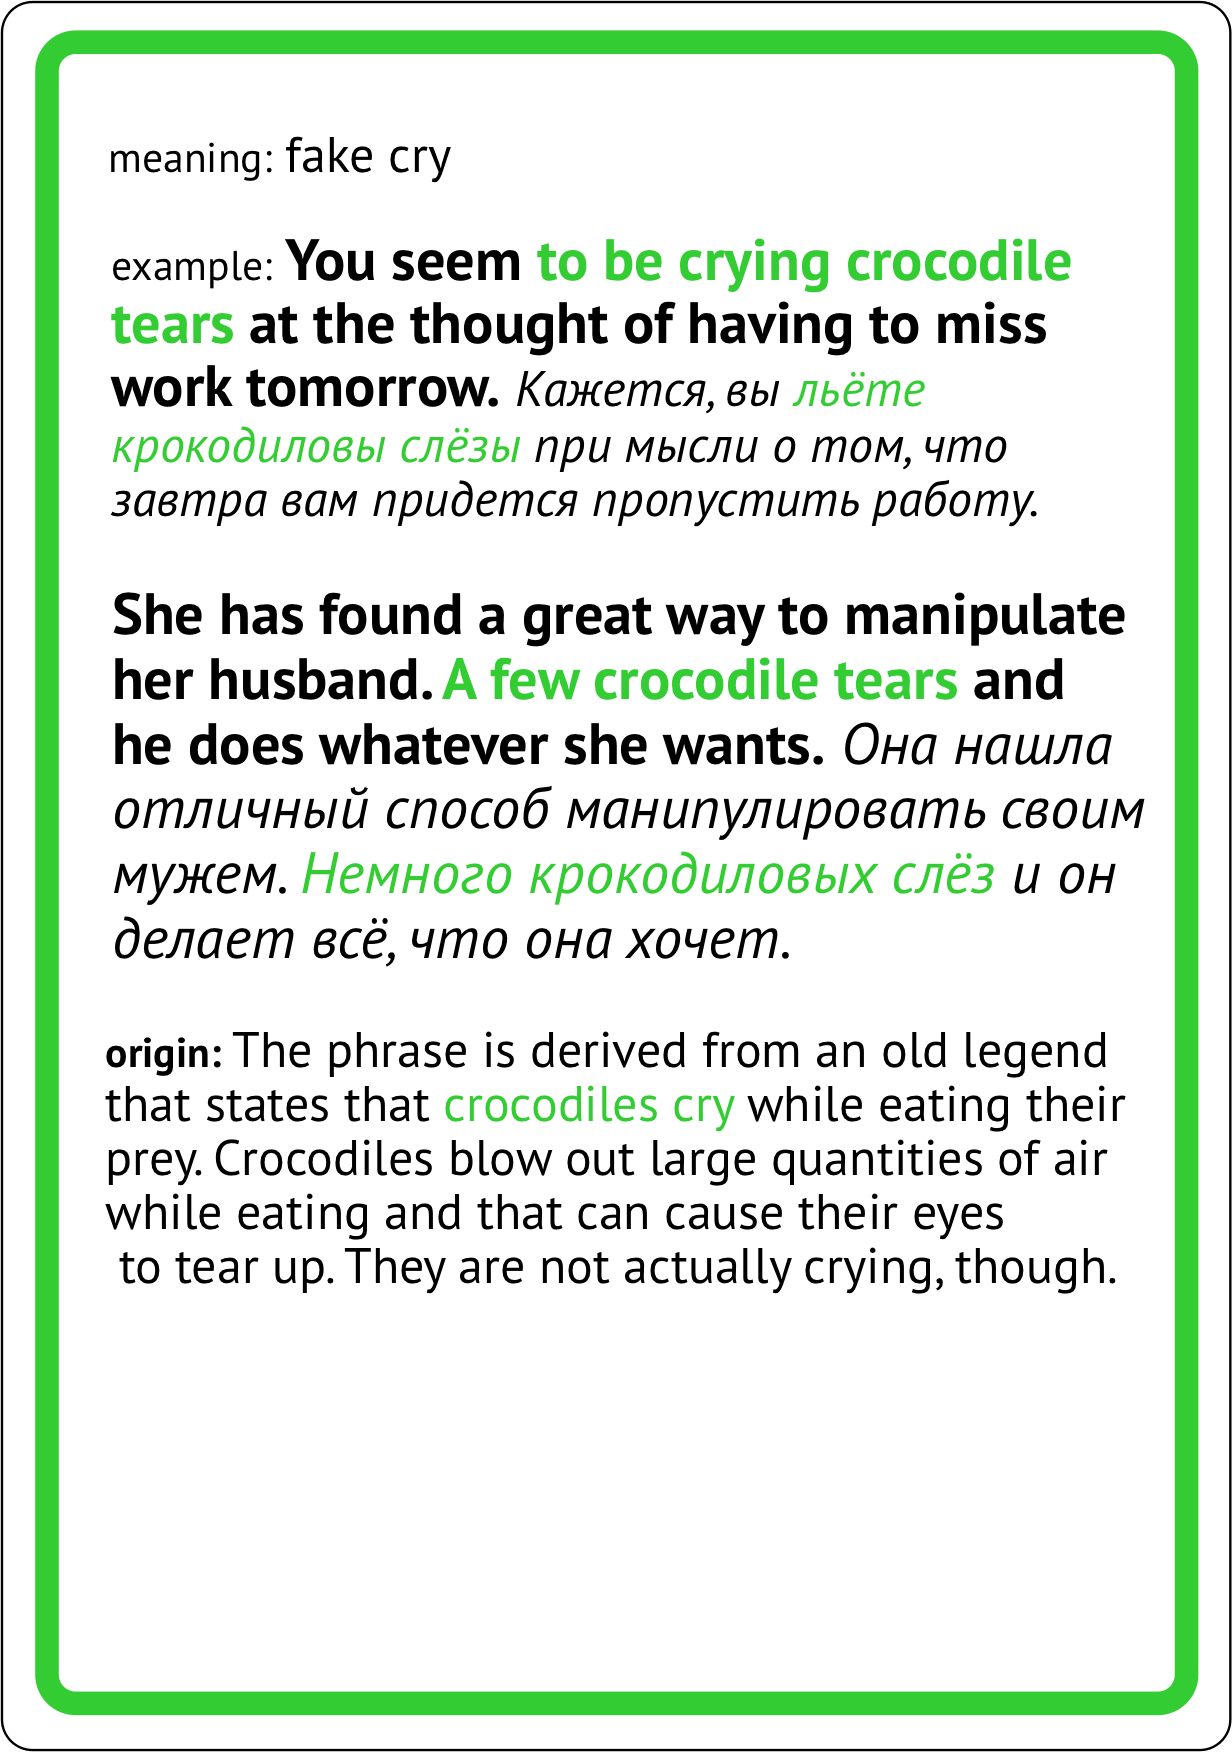 meaning: fake cry
example: You seem to be crying crocodile
tears at the thought of having to miss
work tomorrow. Кажется, вы льёте
крокодиловы слёзы при мысли о том, что
завтра вам придется пропустить работу.
She has found a great way to manipulate
her husband. A few crocodile tears and
he does whatever she wants. Она нашла
отличный способ манипулировать своим
мужем. Немного крокодиловых слёз и он
делает всё, что она хочет.
origin: The phrase is derived from an old legend
that states that crocodiles cry while eating their
prey. Crocodiles blow out large quantities of air
while eating and that can cause their eyes
to tear up. They are not actually crying, though.